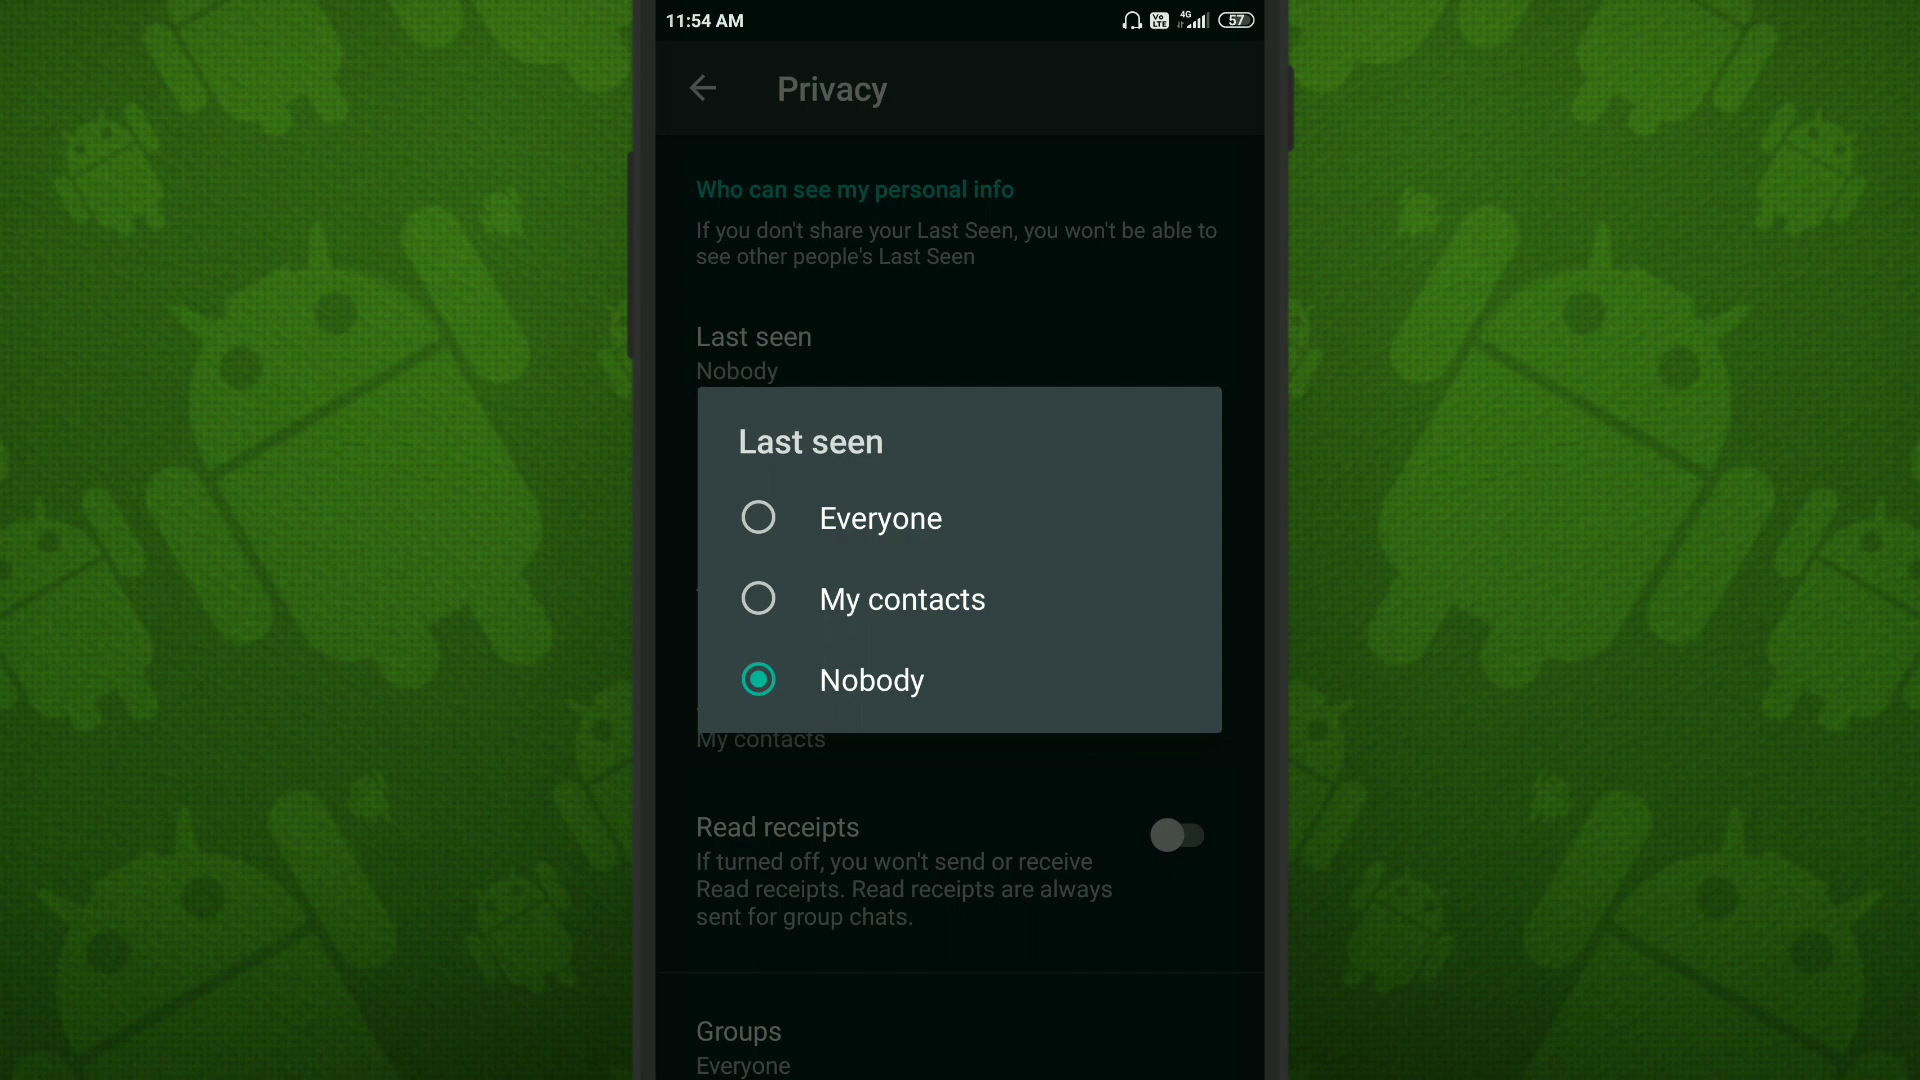 11:54 AM
Vo LTE
4G
57
Privacy
Who can see my personal info
If you don't share your Last Seen, you won't be able to
see other people's Last Seen
Last seen
Nobody
Last seen
Everyone
My contacts
Nobody
My contacts
Read receipts
If turned off, you won't send or receive
Read receipts. Read receipts are always
sent for group chats.
Groups
Everyone